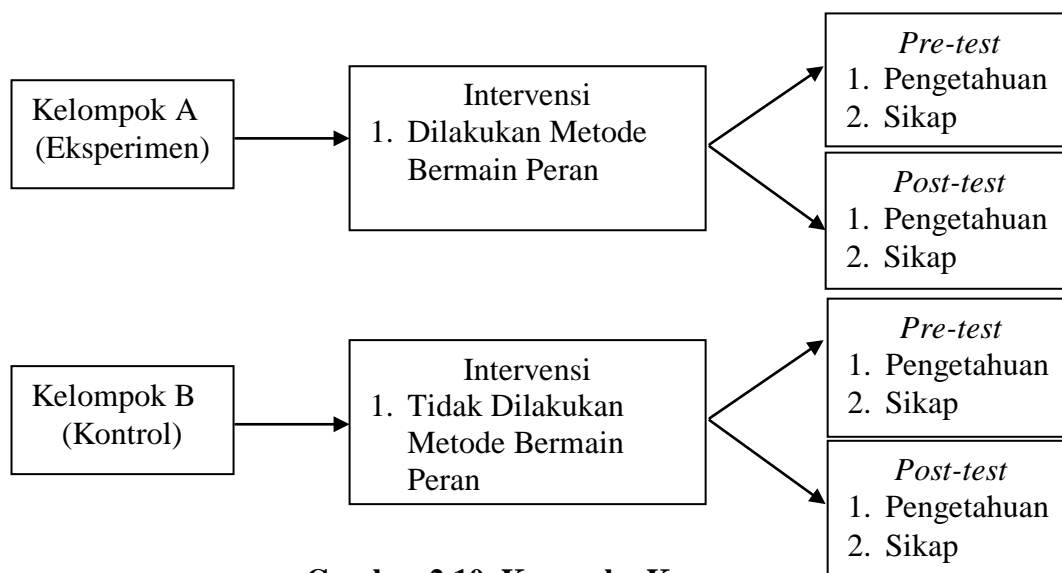 Kelompok A
(Eksperimen)
Intervensi
1. Dilakukan Metode
Bermain Peran
Pre-test
1. Pengetahuan
2. Sikap
Post-test
1. Pengetahuan
2. Sikap
Kelompok B
(Kontrol)
Intervensi
1. Tidak Dilakukan
Metode Bermain
Peran
Pre-test
1. Pengetahuan
2. Sikap
Post-test
1. Pengetahuan
2. Sikap